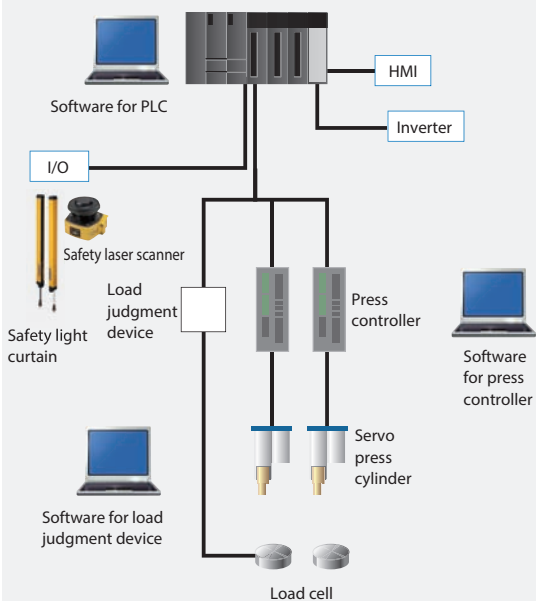 HMI
Software for PLC
Inverter
I/O
Safety laser scanner
Load
judgment
device
Press
controller
Safety light
curtain
Software
for press
controller
Servo
press
cylinder
Software for load
judgment device
Load cell